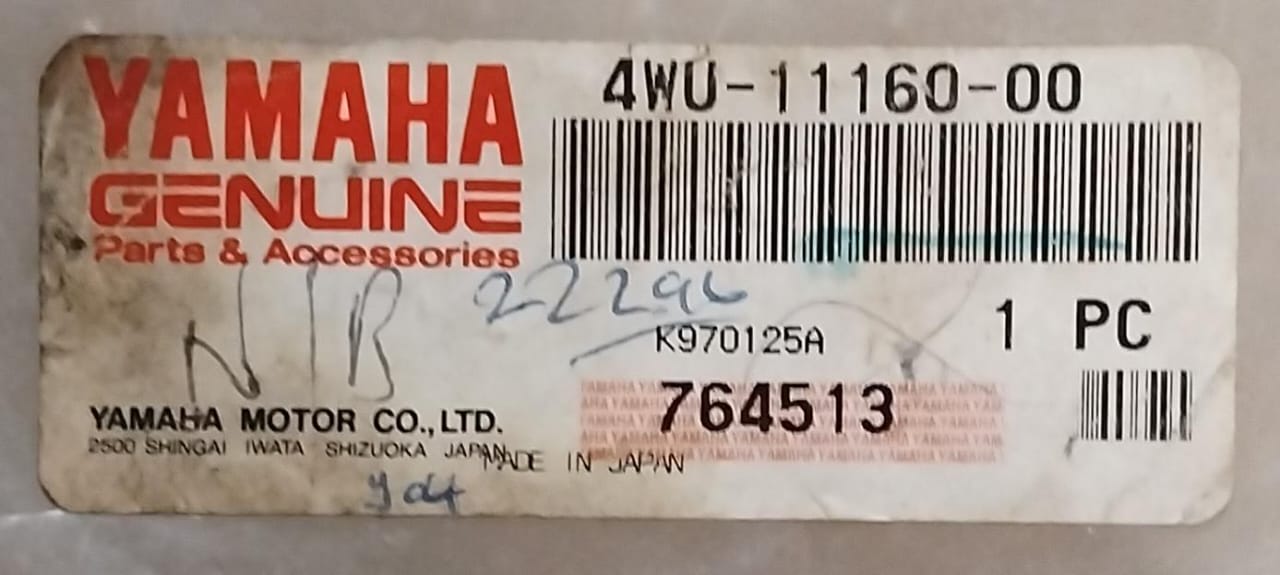 YAMAHA
GENUINE
Parts & Accessories
4WU-11160-00
NTB 22296
K970125A
1 PC
764513
YAMAHA MOTOR CO., LTD.
2500 SHINGAI IWATA SHIZUOKA JAPAN
MADE IN JAPAN